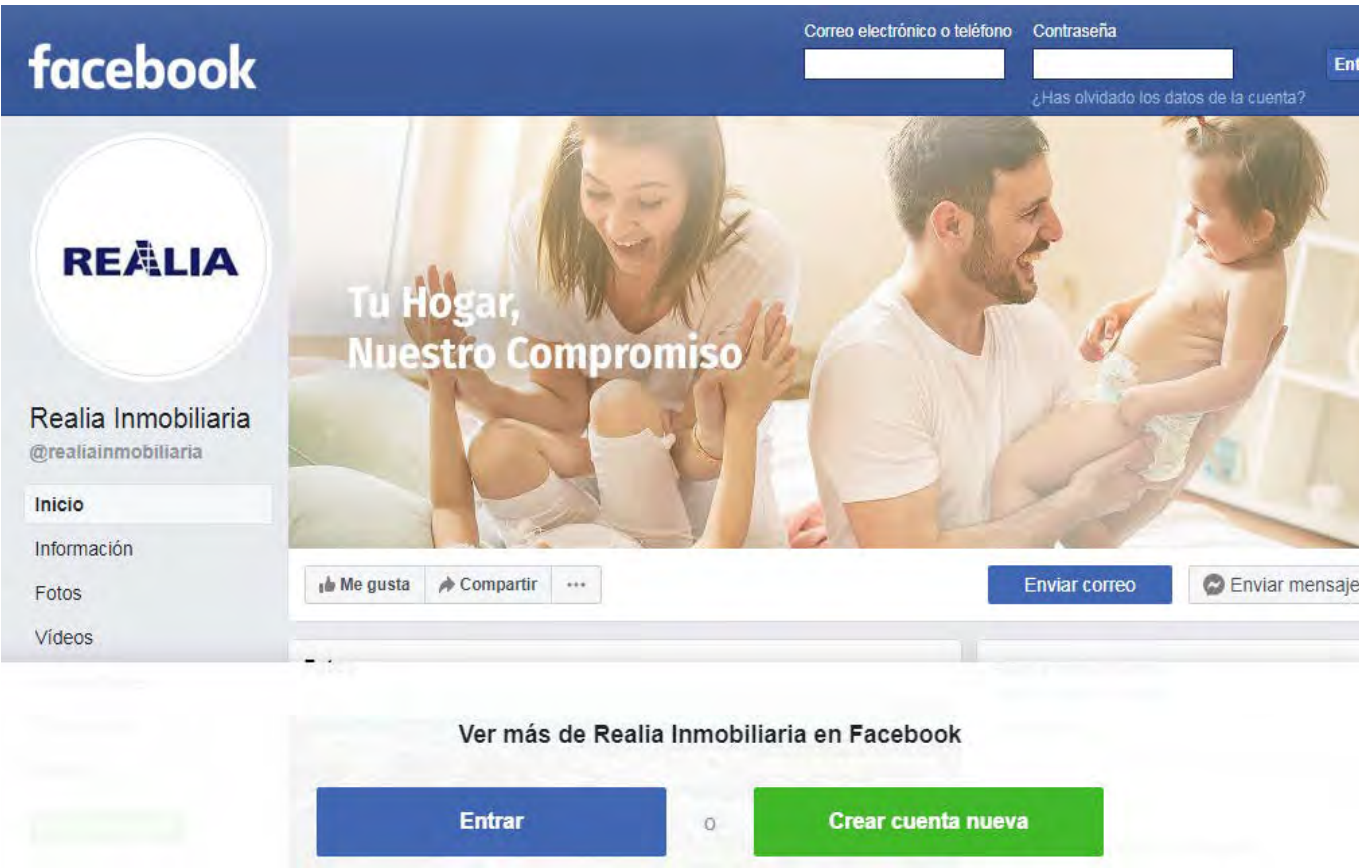 facebook
Correo electrónico o teléfono
Contraseña
¿Has olvidado los datos de la cuenta?
REALIA
Tu Hogar,
Nuestro Compromiso
Realia Inmobiliaria
@realiainmobiliaria
Inicio
Información
Fotos
Vídeos
Me gusta
Compartir
...
Enviar correo
Enviar mensaje
Ver más de Realia Inmobiliaria en Facebook
Entrar
o
Crear cuenta nueva